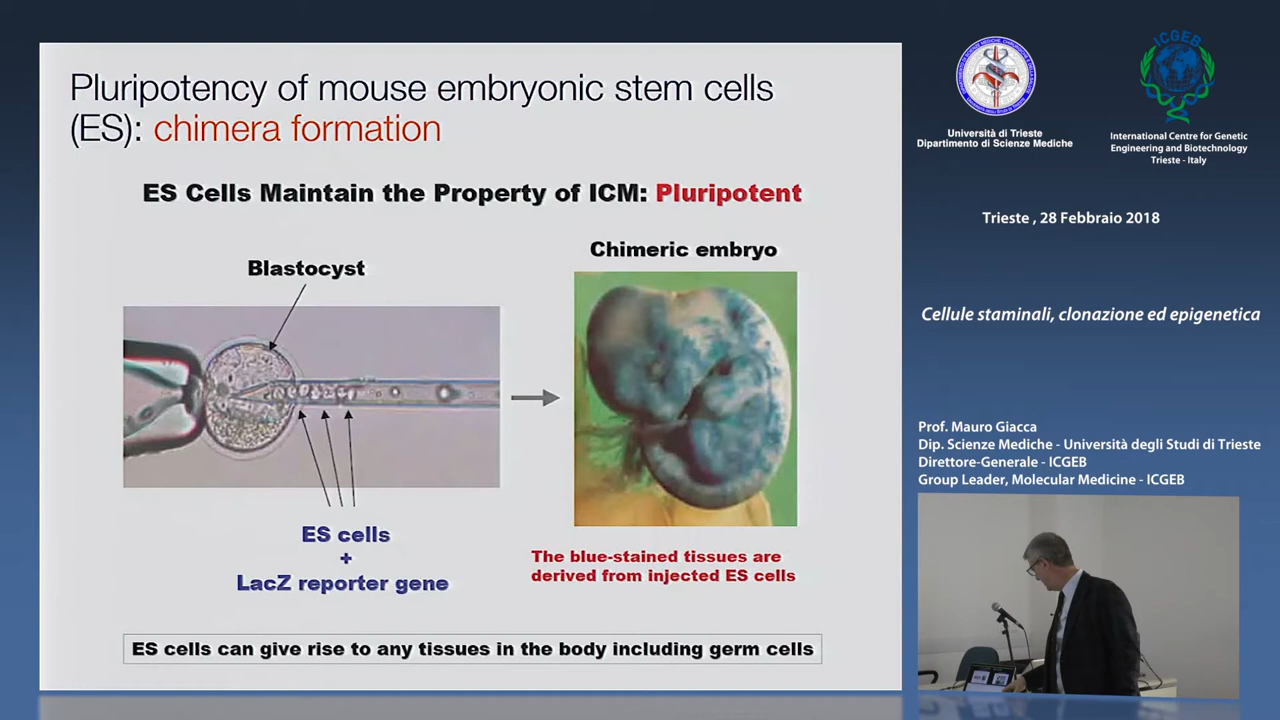 Pluripotency of mouse embryonic stem cells
(ES): chimera formation
ES Cells Maintain the Property of ICM: Pluripotent
Blastocyst
Chimeric embryo
ES cells
+
LacZ reporter gene
The blue-stained tissues are
derived from injected ES cells
ES cells can give rise to any tissues in the body including germ cells
ICGEB
Università di Trieste
Dipartimento di Scienze Mediche
International Centre for Genetic
Engineering and Biotechnology
Trieste - Italy
Trieste , 28 Febbraio 2018
Cellule staminali, clonazione ed epigenetica
Prof. Mauro Giacca
Dip. Scienze Mediche - Università degli Studi di Trieste
Direttore-Generale - ICGEB
Group Leader, Molecular Medicine - ICGEB